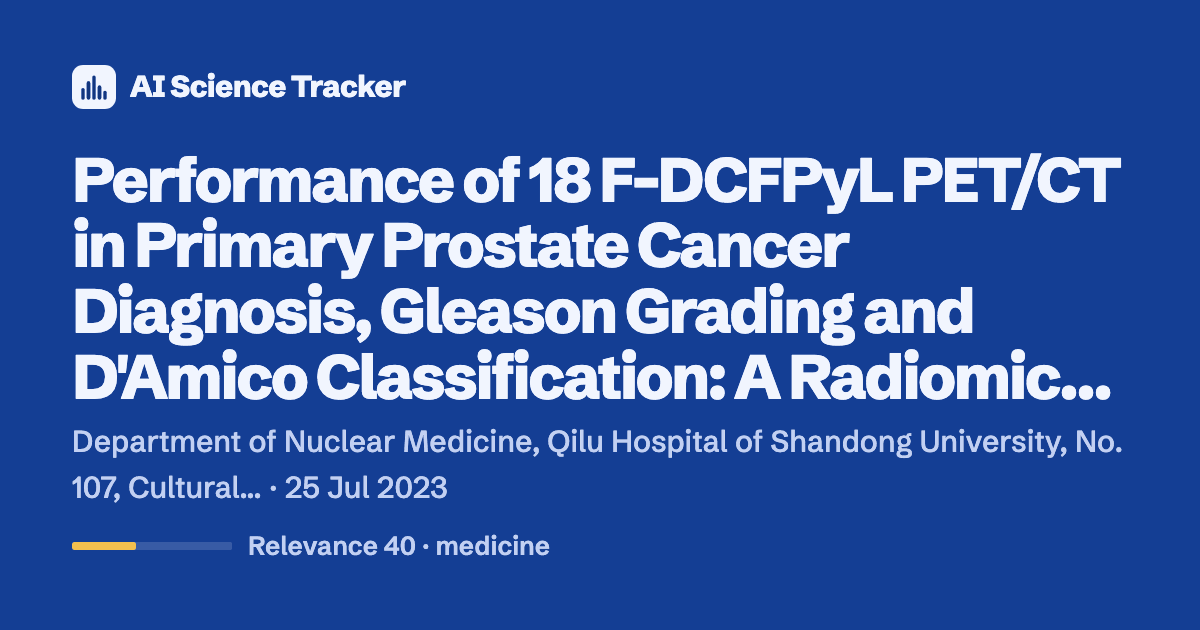 AI Science Tracker
Performance of 18 F-DCFPyL PET/CT
in Primary Prostate Cancer
Diagnosis, Gleason Grading and
D'Amico Classification: A Radiomic...
Department of Nuclear Medicine, Qilu Hospital of Shandong University, No.
107, Cultural... · 25 Jul 2023
Relevance 40 · medicine